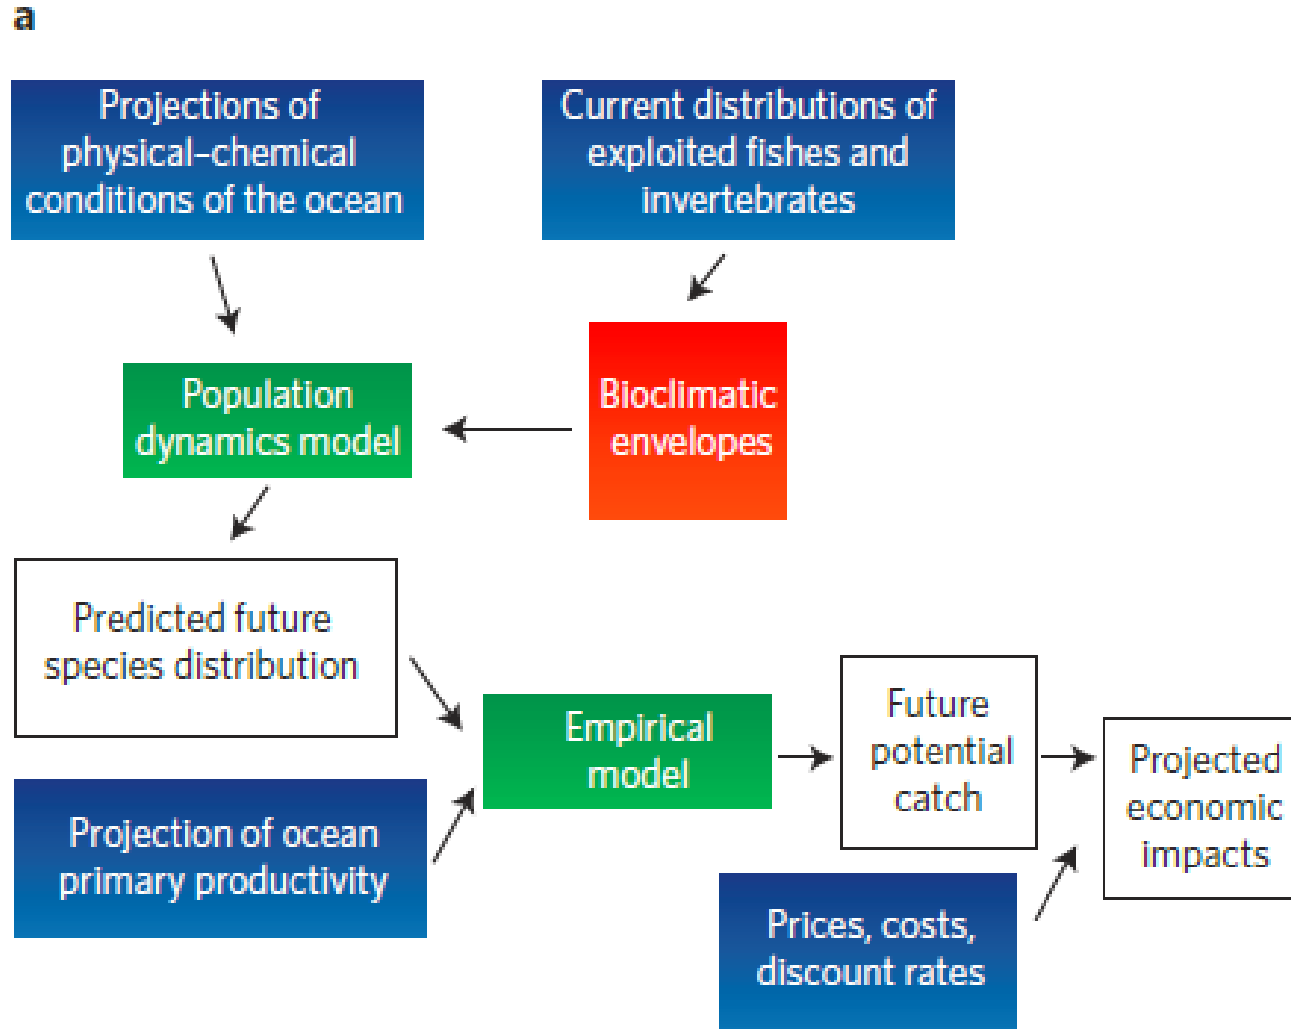 a
Projections of
physical–chemical
conditions of the ocean
Current distributions of
exploited fishes and
invertebrates
Population
dynamics model
Bioclimatic
envelopes
Predicted future
species distribution
Empirical
model
Future
potential
catch
Projected
economic
impacts
Projection of ocean
primary productivity
Prices, costs,
discount rates